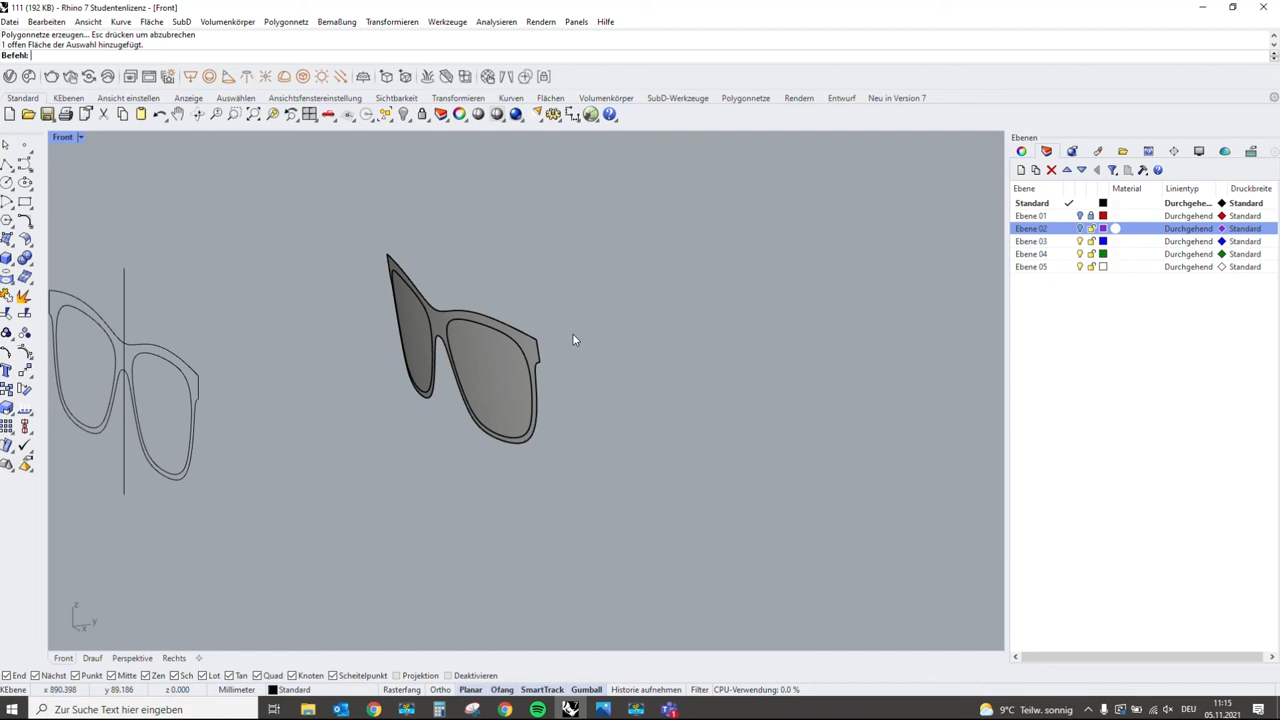 111 (192 KB) - Rhino 7 Studentenlizenz - [Front]
Datei Bearbeiten Ansicht Kurve Fläche SubD Volumenkörper Polygonnetz Bemaßung Transformieren Werkzeuge Analysieren Rendern Panels Hilfe
Polygonnetze erzeugen... Esc drücken um abzubrechen
1 offen Fläche der Auswahl hinzugefügt.
Befehl:
Standard KEbenen Ansicht einstellen Anzeige Auswählen Ansichtsfenstereinstellung Sichtbarkeit Transformieren Kurven Flächen Volumenkörper SubD-Werkzeuge Polygonnetze Rendern Entwurf Neu in Version 7
Front
Ebenen
Ebene Material Linientyp Druckbreite
Standard Durchgehe... Standard
Ebene 01 Durchgehend Standard
Ebene 02 Durchgehend Standard
Ebene 03 Durchgehend Standard
Ebene 04 Durchgehend Standard
Ebene 05 Durchgehend Standard
z
y
x
Front Drauf Perspektive Rechts
End Nächst Punkt Mitte Zen Sch Lot Tan Quad Knoten Scheitelpunkt Projektion Deaktivieren
KEbene x 890.398 y 89.186 z 0.000 Millimeter Standard Rasterfang Ortho Planar Ofang SmartTrack Gumball Historie aufnehmen Filter CPU-Verwendung: 0.0 %
Zur Suche Text hier eingeben
9°C Teilw. sonnig
DEU
11:15
05.11.2021